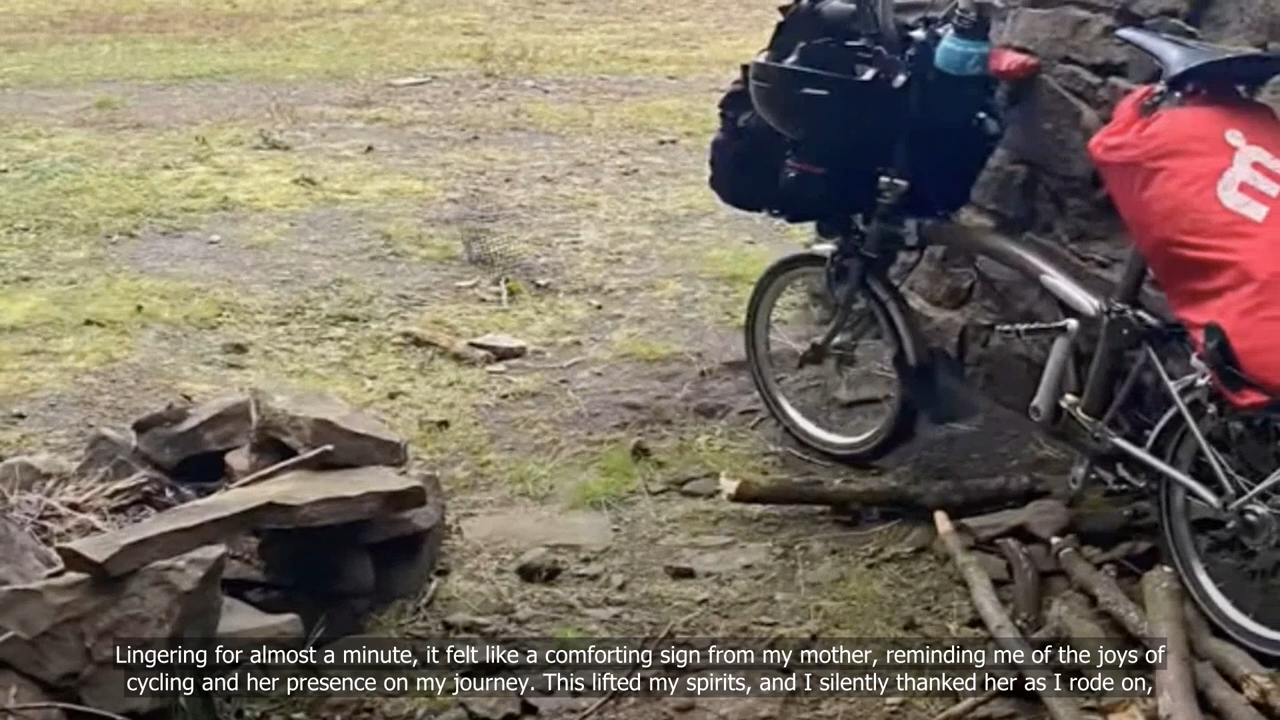 m
Lingering for almost a minute, it felt like a comforting sign from my mother, reminding me of the joys of
cycling and her presence on my journey. This lifted my spirits, and I silently thanked her as I rode on,